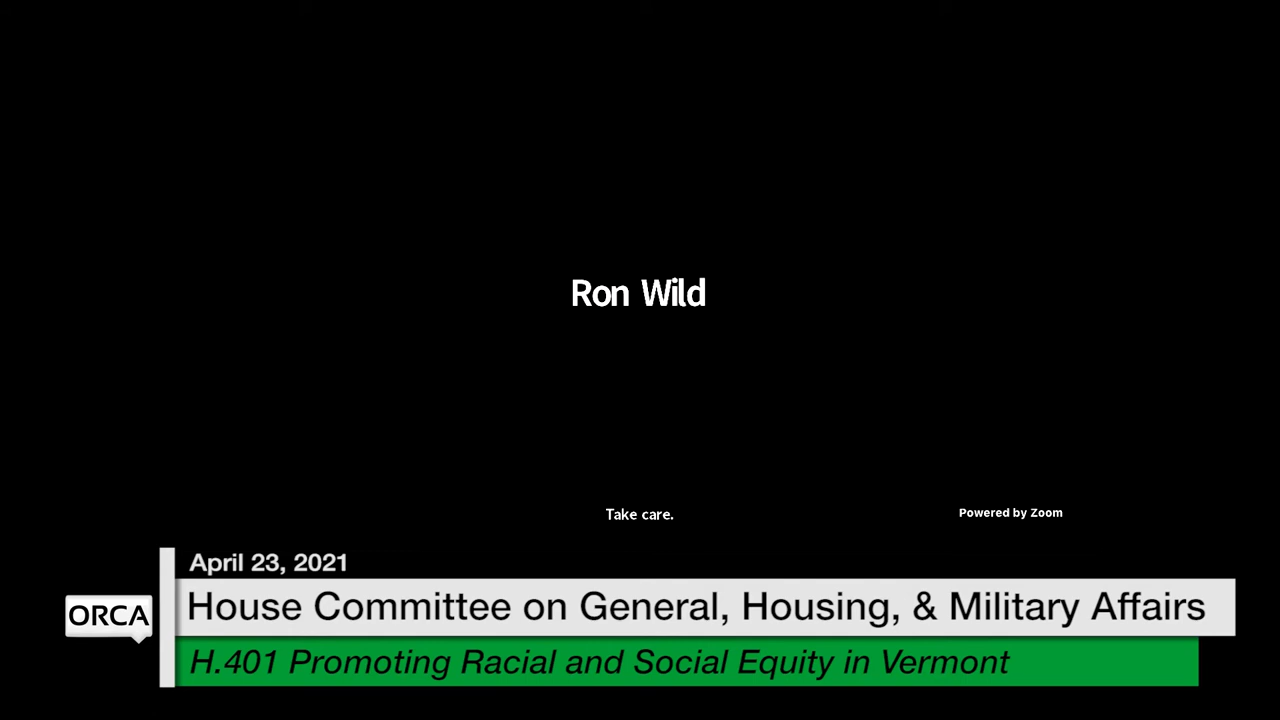 Ron Wild
Take care.
Powered by Zoom
April 23, 2021
House Committee on General, Housing, & Military Affairs
ORCA
H.401 Promoting Racial and Social Equity in Vermont